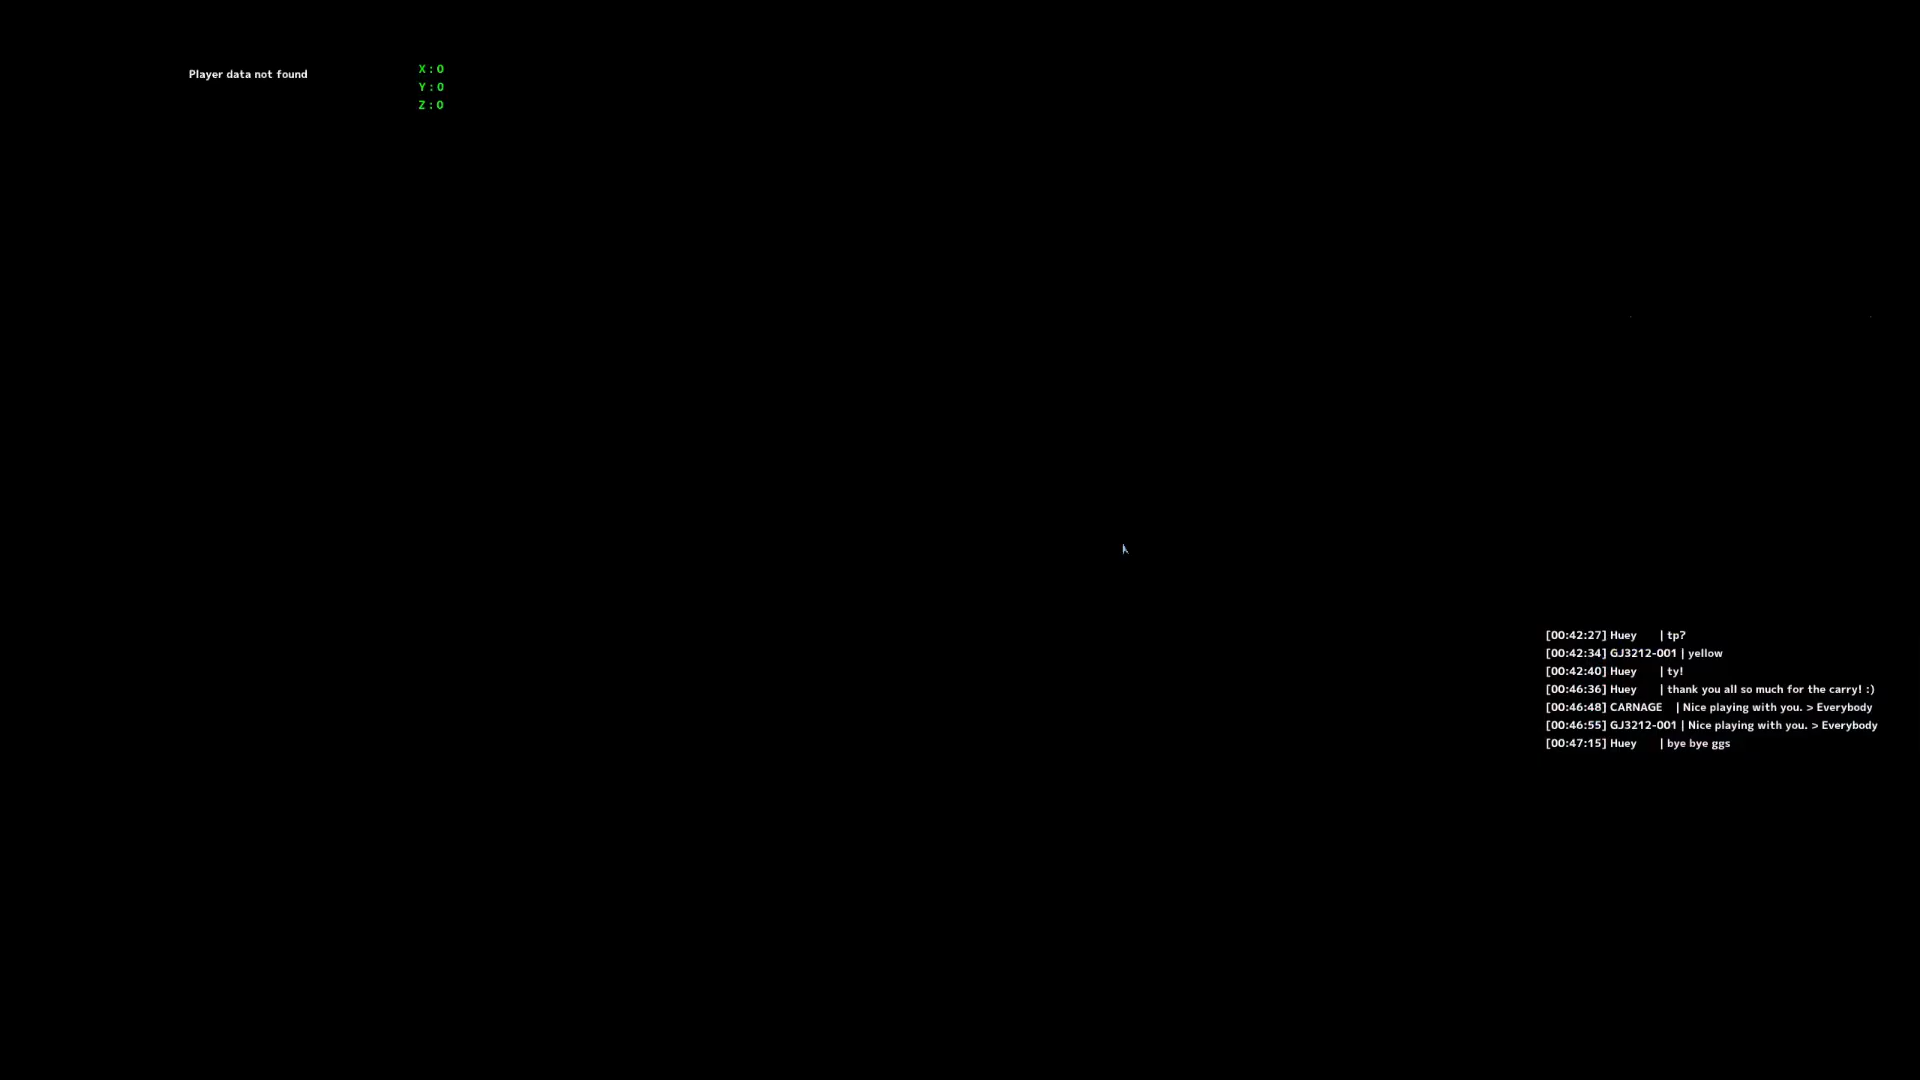 Player data not found
X : 0
Y : 0
Z : 0
[00:42:27] Huey | tp?
[00:42:34] GJ3212-001 | yellow
[00:42:40] Huey | ty!
[00:46:36] Huey | thank you all so much for the carry! :)
[00:46:48] CARNAGE | Nice playing with you. > Everybody
[00:46:55] GJ3212-001 | Nice playing with you. > Everybody
[00:47:15] Huey | bye bye ggs